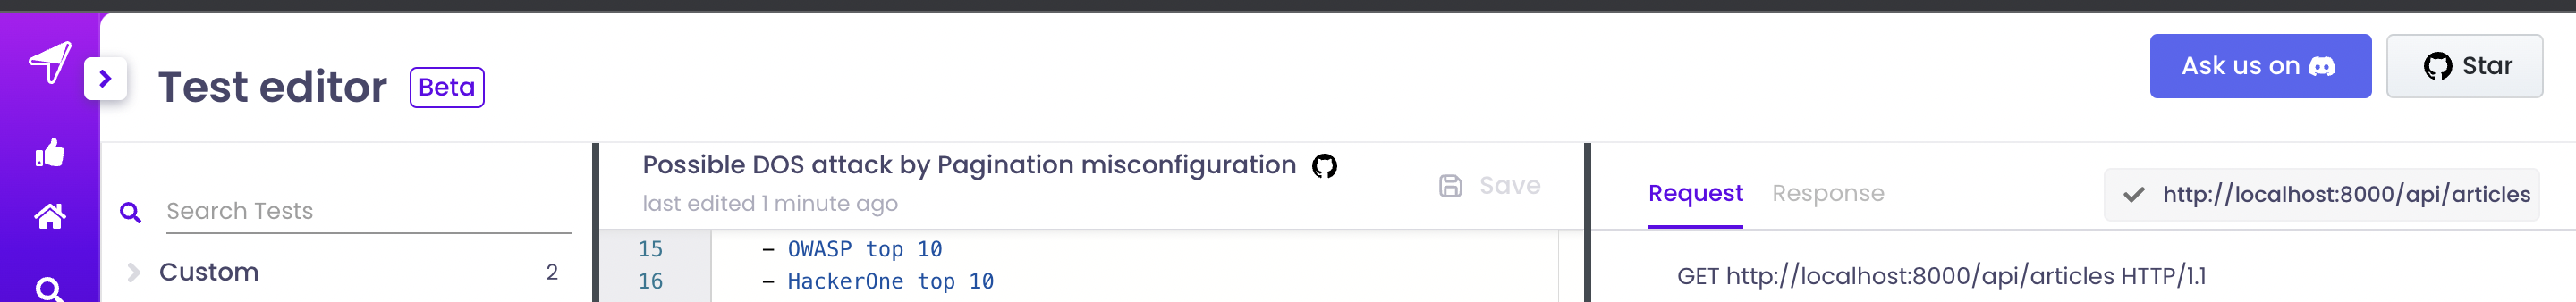 Test editor Beta
Ask us on
Star
Search Tests
Custom 2
Possible DOS attack by Pagination misconfiguration
last edited 1 minute ago
Save
15 - OWASP top 10
16 - HackerOne top 10
Request Response
http://localhost:8000/api/articles
GET http://localhost:8000/api/articles HTTP/1.1